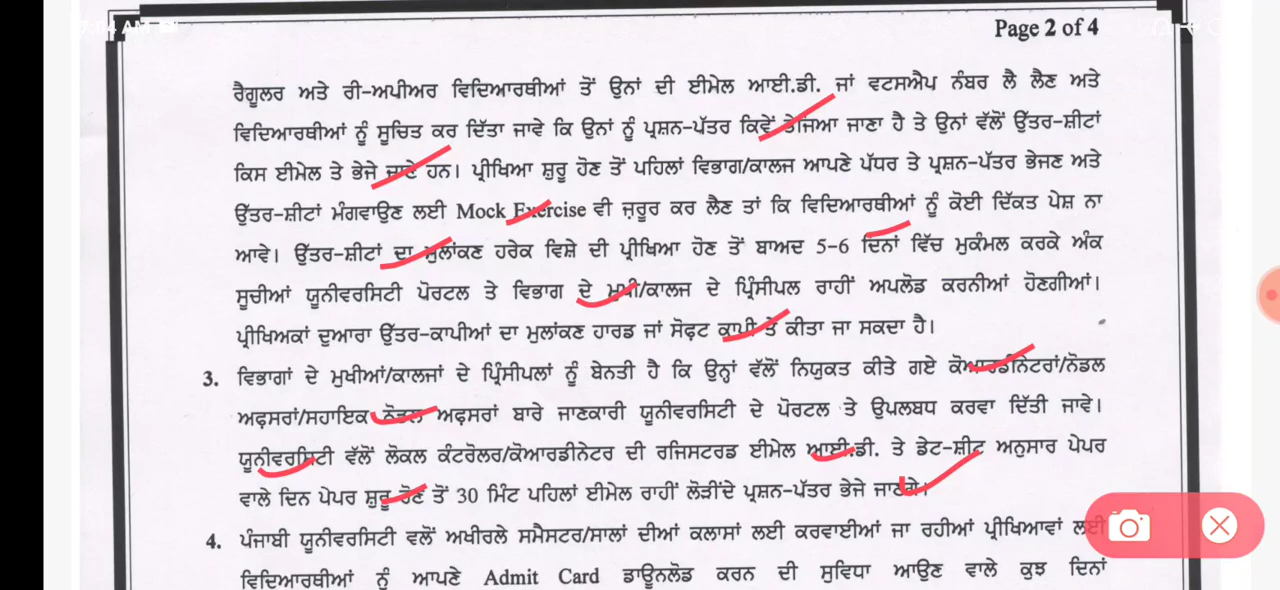 Page 2 of 4
ਰੈਗੂਲਰ ਅਤੇ ਰੀ-ਅਪੀਅਰ ਵਿਦਿਆਰਥੀਆਂ ਤੋਂ ਉਨਾਂ ਦੀ ਈਮੇਲ ਆਈ.ਡੀ. ਜਾਂ ਵਟਸਐਪ ਨੰਬਰ ਲੈ ਲੈਣ ਅਤੇ
ਵਿਦਿਆਰਥੀਆਂ ਨੂੰ ਸੂਚਿਤ ਕਰ ਦਿੱਤਾ ਜਾਵੇ ਕਿ ਉਨਾਂ ਨੂੰ ਪ੍ਰਸ਼ਨ-ਪੱਤਰ ਕਿਵੇਂ ਭੇਜਿਆ ਜਾਣਾ ਹੈ ਤੇ ਉਨਾਂ ਵੱਲੋਂ ਉੱਤਰ-ਸ਼ੀਟਾਂ
ਕਿਸ ਈਮੇਲ ਤੇ ਭੇਜੇ ਜਾਣੇ ਹਨ। ਪ੍ਰੀਖਿਆ ਸ਼ੁਰੂ ਹੋਣ ਤੋਂ ਪਹਿਲਾਂ ਵਿਭਾਗ/ਕਾਲਜ ਆਪਣੇ ਪੱਧਰ ਤੇ ਪ੍ਰਸ਼ਨ-ਪੱਤਰ ਭੇਜਣ ਅਤੇ
ਉੱਤਰ-ਸ਼ੀਟਾਂ ਮੰਗਵਾਉਣ ਲਈ Mock Exercise ਵੀ ਜ਼ਰੂਰ ਕਰ ਲੈਣ ਤਾਂ ਕਿ ਵਿਦਿਆਰਥੀਆਂ ਨੂੰ ਕੋਈ ਦਿੱਕਤ ਪੇਸ਼ ਨਾ
ਆਵੇ। ਉੱਤਰ-ਸ਼ੀਟਾਂ ਦਾ ਮੁਲਾਂਕਣ ਹਰੇਕ ਵਿਸ਼ੇ ਦੀ ਪ੍ਰੀਖਿਆ ਹੋਣ ਤੋਂ ਬਾਅਦ 5-6 ਦਿਨਾਂ ਵਿੱਚ ਮੁਕੰਮਲ ਕਰਕੇ ਅੰਕ
ਸੂਚੀਆਂ ਯੂਨੀਵਰਸਿਟੀ ਪੋਰਟਲ ਤੇ ਵਿਭਾਗ ਦੇ ਮੁਖੀ/ਕਾਲਜ ਦੇ ਪ੍ਰਿੰਸੀਪਲ ਰਾਹੀਂ ਅਪਲੋਡ ਕਰਨੀਆਂ ਹੋਣਗੀਆਂ।
ਪ੍ਰੀਖਿਅਕਾਂ ਦੁਆਰਾ ਉੱਤਰ-ਕਾਪੀਆਂ ਦਾ ਮੁਲਾਂਕਣ ਹਾਰਡ ਜਾਂ ਸੋਫ਼ਟ ਕਾਪੀ ਤੇ ਕੀਤਾ ਜਾ ਸਕਦਾ ਹੈ।
3. ਵਿਭਾਗਾਂ ਦੇ ਮੁਖੀਆਂ/ਕਾਲਜਾਂ ਦੇ ਪ੍ਰਿੰਸੀਪਲਾਂ ਨੂੰ ਬੇਨਤੀ ਹੈ ਕਿ ਉਨ੍ਹਾਂ ਵੱਲੋਂ ਨਿਯੁਕਤ ਕੀਤੇ ਗਏ ਕੋਆਰਡੀਨੇਟਰਾਂ/ਨੋਡਲ
ਅਫ਼ਸਰਾਂ/ਸਹਾਇਕ ਨੋਡਲ ਅਫ਼ਸਰਾਂ ਬਾਰੇ ਜਾਣਕਾਰੀ ਯੂਨੀਵਰਸਿਟੀ ਦੇ ਪੋਰਟਲ ਤੇ ਉਪਲਬਧ ਕਰਵਾ ਦਿੱਤੀ ਜਾਵੇ।
ਯੂਨੀਵਰਸਿਟੀ ਵੱਲੋਂ ਲੋਕਲ ਕੰਟਰੋਲਰ/ਕੋਆਰਡੀਨੇਟਰ ਦੀ ਰਜਿਸਟਰਡ ਈਮੇਲ ਆਈ.ਡੀ. ਤੇ ਡੇਟ-ਸ਼ੀਟ ਅਨੁਸਾਰ ਪੇਪਰ
ਵਾਲੇ ਦਿਨ ਪੇਪਰ ਸ਼ੁਰੂ ਹੋਣ ਤੋਂ 30 ਮਿੰਟ ਪਹਿਲਾਂ ਈਮੇਲ ਰਾਹੀਂ ਲੋੜੀਂਦੇ ਪ੍ਰਸ਼ਨ-ਪੱਤਰ ਭੇਜੇ ਜਾਣਗੇ।
4. ਪੰਜਾਬੀ ਯੂਨੀਵਰਸਿਟੀ ਵਲੋਂ ਅਖੀਰਲੇ ਸਮੈਸਟਰ/ਸਾਲਾਂ ਦੀਆਂ ਕਲਾਸਾਂ ਲਈ ਕਰਵਾਈਆਂ ਜਾ ਰਹੀਆਂ ਪ੍ਰੀਖਿਆਵਾਂ ਲਈ
ਵਿਦਿਆਰਥੀਆਂ ਨੂੰ ਆਪਣੇ Admit Card ਡਾਊਨਲੋਡ ਕਰਨ ਦੀ ਸੁਵਿਧਾ ਆਉਣ ਵਾਲੇ ਕੁਝ ਦਿਨਾਂ